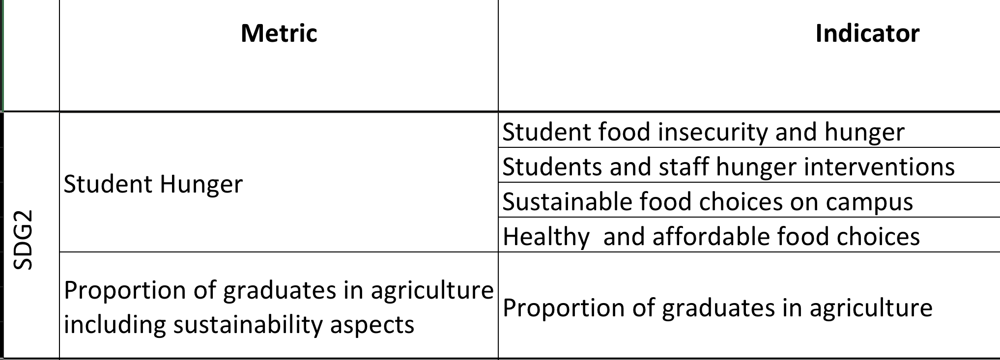 Metric
Indicator
SDG2
Student Hunger
Student food insecurity and hunger
Students and staff hunger interventions
Sustainable food choices on campus
Healthy  and affordable food choices
Proportion of graduates in agriculture
including sustainability aspects
Proportion of graduates in agriculture